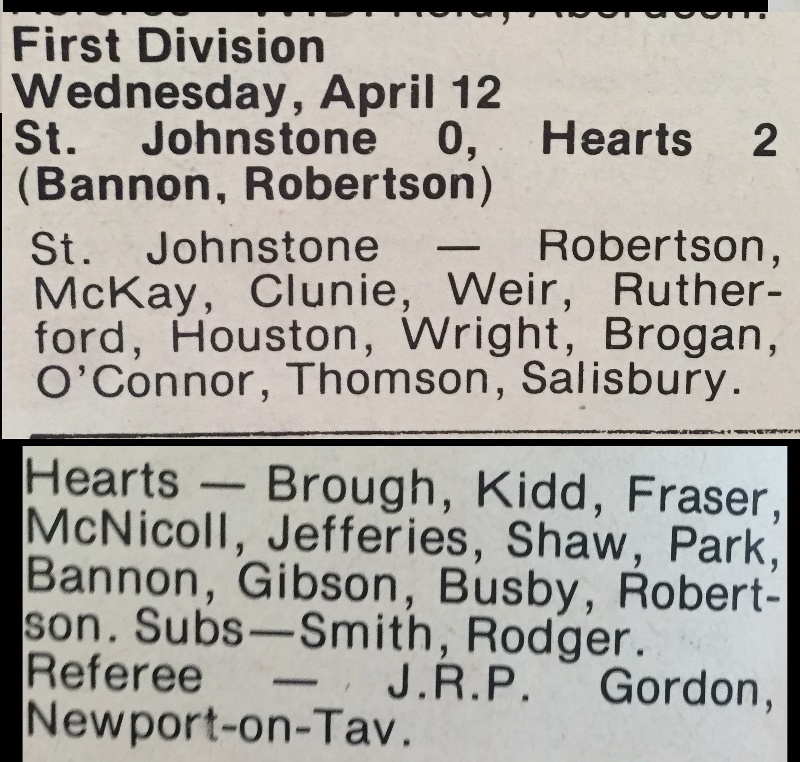 First Division
Wednesday, April 12
St. Johnstone 0, Hearts 2
(Bannon, Robertson)
St. Johnstone — Robertson,
McKay, Clunie, Weir, Ruther-
ford, Houston, Wright, Brogan,
O'Connor, Thomson, Salisbury.
Hearts — Brough, Kidd, Fraser,
McNicoll, Jefferies, Shaw, Park,
Bannon, Gibson, Busby, Robert-
son. Subs—Smith, Rodger.
Referee — J.R.P. Gordon,
Newport-on-Tav.